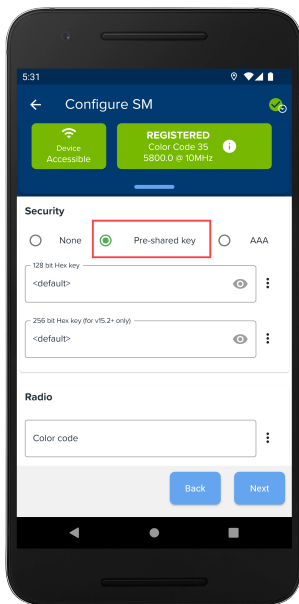 5:31
Configure SM
Device
Accessible
REGISTERED
Color Code 35
5800.0 @ 10MHz
Security
None
Pre-shared key
AAA
128 bit Hex key
<default>
256 bit Hex key (for v15.2+ only)
<default>
Radio
Color code
Back
Next